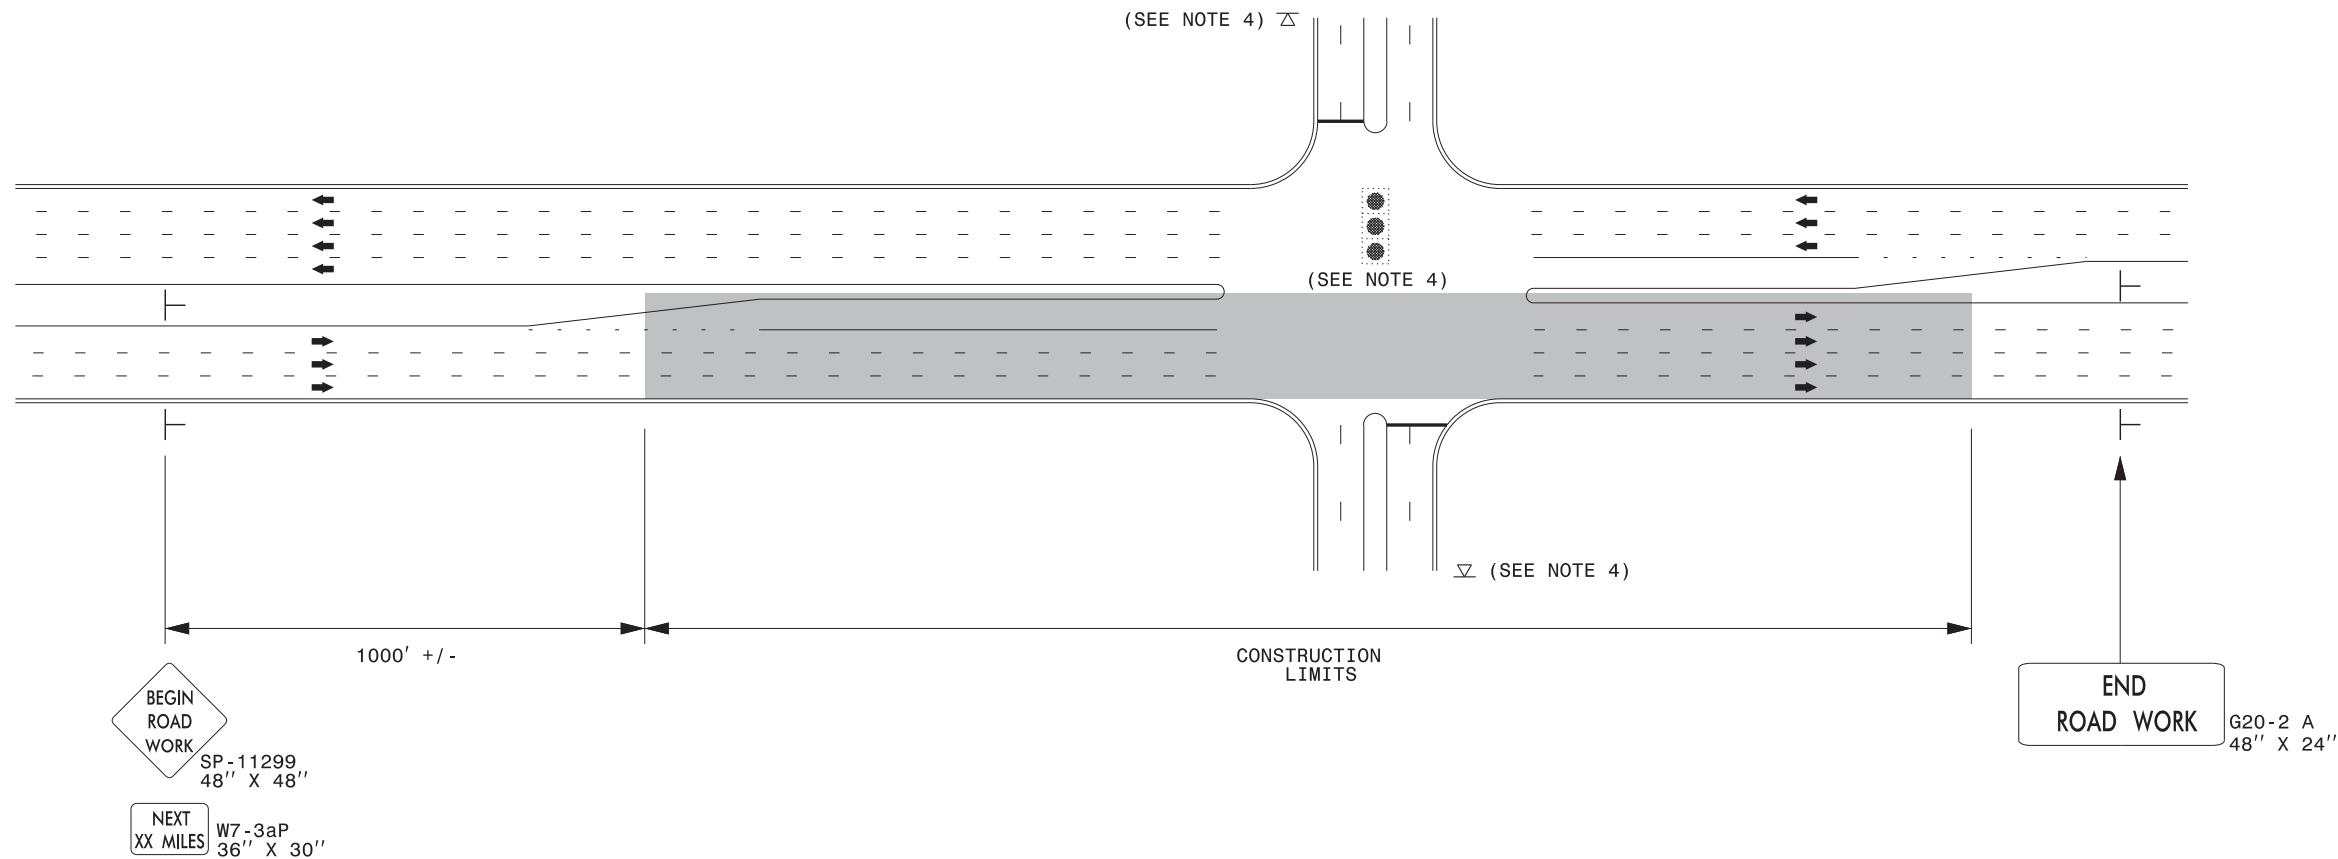 (SEE NOTE 4)
(SEE NOTE 4)
(SEE NOTE 4)
1000' +/-
CONSTRUCTION
LIMITS
BEGIN
ROAD
WORK
SP-11299
48'' X 48''
NEXT
XX MILES
W7-3aP
36'' X 30''
END
ROAD WORK
G20-2 A
48'' X 24''